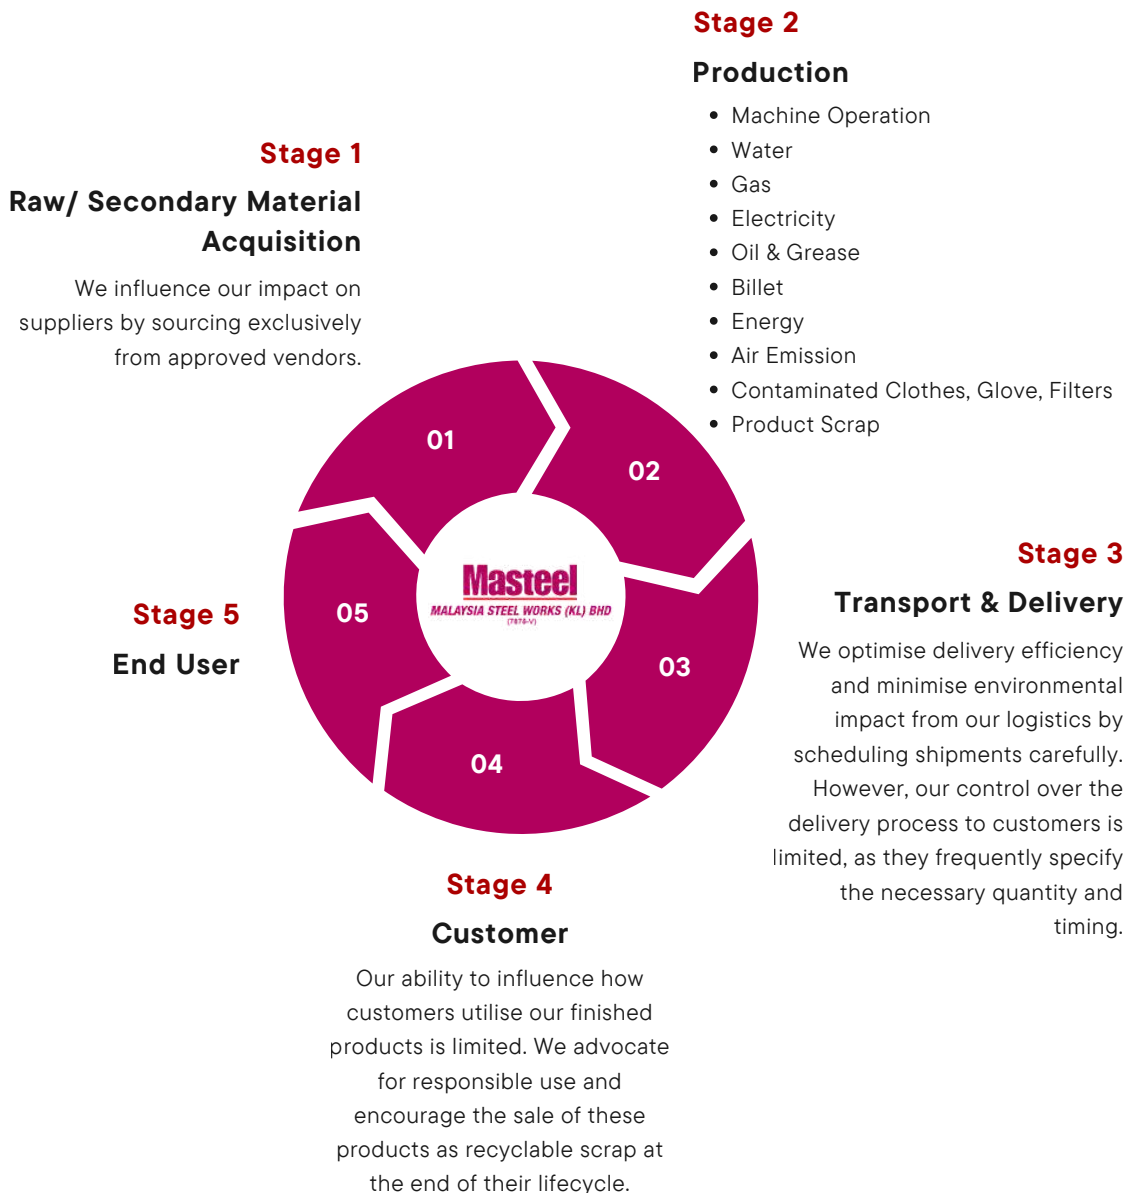 Stage 1
Raw/ Secondary Material
Acquisition
We influence our impact on
suppliers by sourcing exclusively
from approved vendors.
Stage 2
Production
• Machine Operation
• Water
• Gas
• Electricity
• Oil & Grease
• Billet
• Energy
• Air Emission
• Contaminated Clothes, Glove, Filters
• Product Scrap
Stage 3
Transport & Delivery
We optimise delivery efficiency
and minimise environmental
impact from our logistics by
scheduling shipments carefully.
However, our control over the
delivery process to customers is
limited, as they frequently specify
the necessary quantity and
timing.
Stage 4
Customer
Our ability to influence how
customers utilise our finished
products is limited. We advocate
for responsible use and
encourage the sale of these
products as recyclable scrap at
the end of their lifecycle.
Stage 5
End User
01
02
03
04
05
Masteel
MALAYSIA STEEL WORKS (KL) BHD
(7878-V)